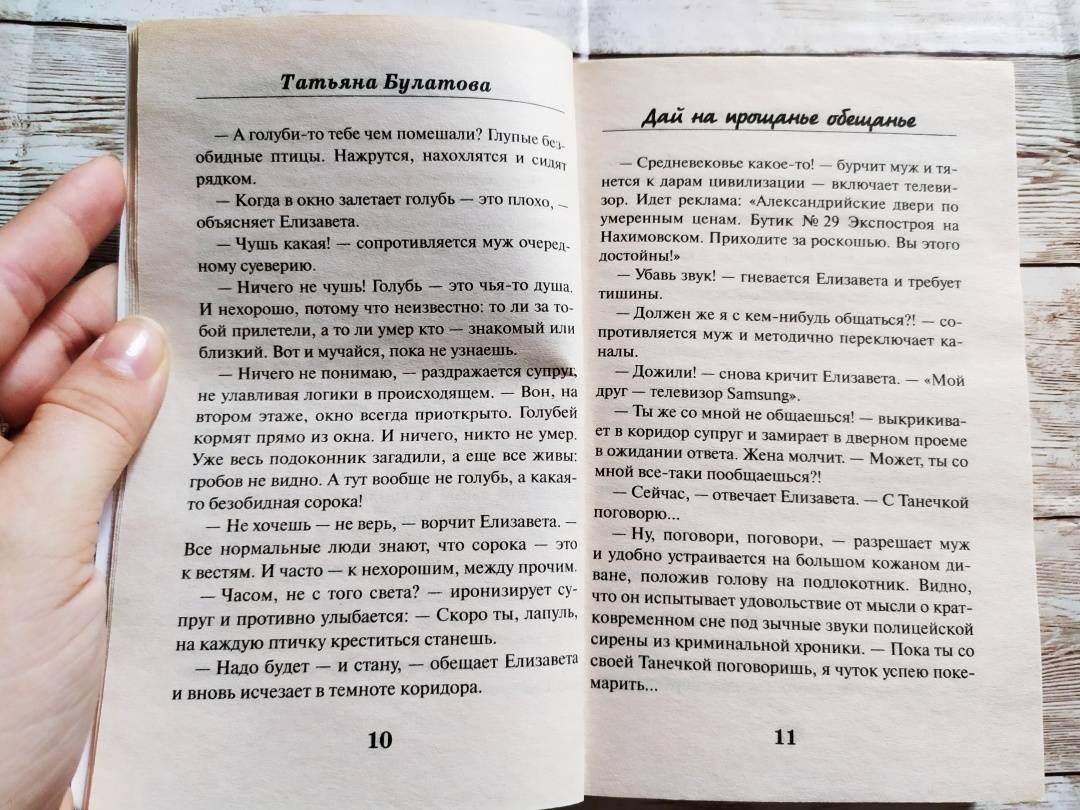 Татьяна Булатова
— А голуби-то тебе чем помешали? Глупые без-
обидные птицы. Нажрутся, нахохлятся и сидят
рядком.
— Когда в окно залетает голубь — это плохо, —
объясняет Елизавета.
— Чушь какая! — сопротивляется муж очеред-
ному суеверию.
— Ничего не чушь! Голубь — это чья-то душа.
И нехорошо, потому что неизвестно: то ли за то-
бой прилетели, а то ли умер кто — знакомый или
близкий. Вот и мучайся, пока не узнаешь.
— Ничего не понимаю, — раздражается супруг,
не улавливая логики в происходящем. — Вон, на
втором этаже, окно всегда приоткрыто. Голубей
кормят прямо из окна. И ничего, никто не умер.
Уже весь подоконник загадили, а еще все живы:
гробов не видно. А тут вообще не голубь, а какая-
то безобидная сорока!
— Не хочешь — не верь, — ворчит Елизавета. —
Все нормальные люди знают, что сорока — это
к вестям. И часто — к нехорошим, между прочим.
— Часом, не с того света? — иронизирует су-
пруг и противно улыбается: — Скоро ты, лапуль,
на каждую птичку креститься станешь.
— Надо будет — и стану, — обещает Елизавета
и вновь исчезает в темноте коридора.
10
Дай на прощанье обещанье
— Средневековье какое-то! — бурчит муж и тя-
нется к дарам цивилизации — включает телеви-
зор. Идет реклама: «Александрийские двери по
умеренным ценам. Бутик № 29 Экспостроя на
Нахимовском. Приходите за роскошью. Вы этого
достойны!»
— Убавь звук! — гневается Елизавета и требует
тишины.
— Должен же я с кем-нибудь общаться?! — со-
противляется муж и методично переключает ка-
налы.
— Дожили! — снова кричит Елизавета. — «Мой
друг — телевизор Samsung».
— Ты же со мной не общаешься! — выкрикива-
ет в коридор супруг и замирает в дверном проеме
в ожидании ответа. Жена молчит. — Может, ты со
мной все-таки пообщаешься?!
— Сейчас, — отвечает Елизавета. — С Танечкой
поговорю...
— Ну, поговори, поговори, — разрешает муж
и удобно устраивается на большом кожаном ди-
ване, положив голову на подлокотник. Видно,
что он испытывает удовольствие от мысли о крат-
ковременном сне под зычные звуки полицейской
сирены из криминальной хроники. — Пока ты со
своей Танечкой поговоришь, я чуток успею поке-
марить...
11